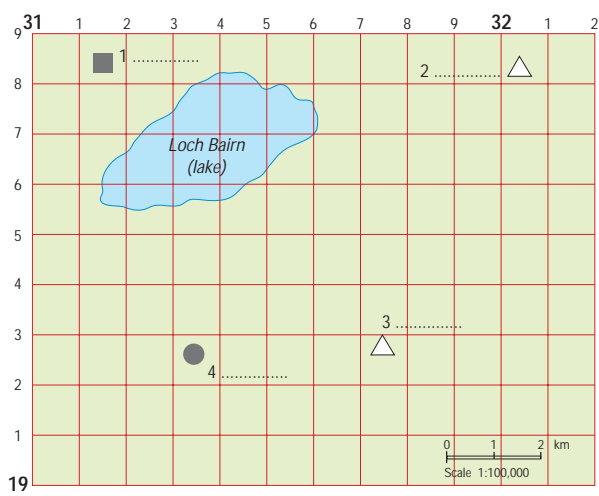 31 1 2 3 4 5 6 7 8 9 32 1 2
9
1 ..............
2 ..............
8
7
Loch Bairn
(lake)
6
5
4
3
3 ..............
4 ..............
2
1
0 1 2 km
Scale 1:100,000
19